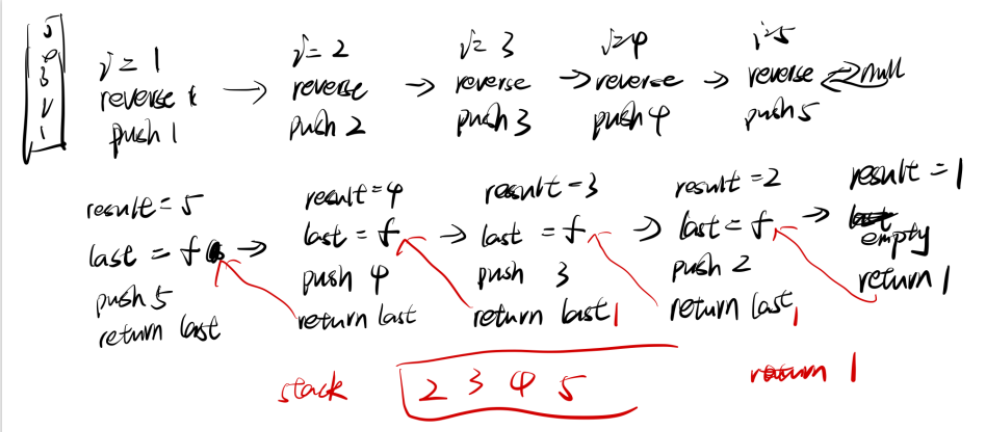 5
4
3
2
1
i = 1
reverse
push 1
i = 2
reverse
push 2
i = 3
reverse
push 3
i = 4
reverse
push 4
i = 5
reverse
push 5
null
result = 5
last = f
push 5
return last
result = 4
last = f
push 4
return last
result = 3
last = f
push 3
return last 1
result = 2
last = f
push 2
return last 1
result = 1
empty
return 1
stack
2 3 4 5
return 1